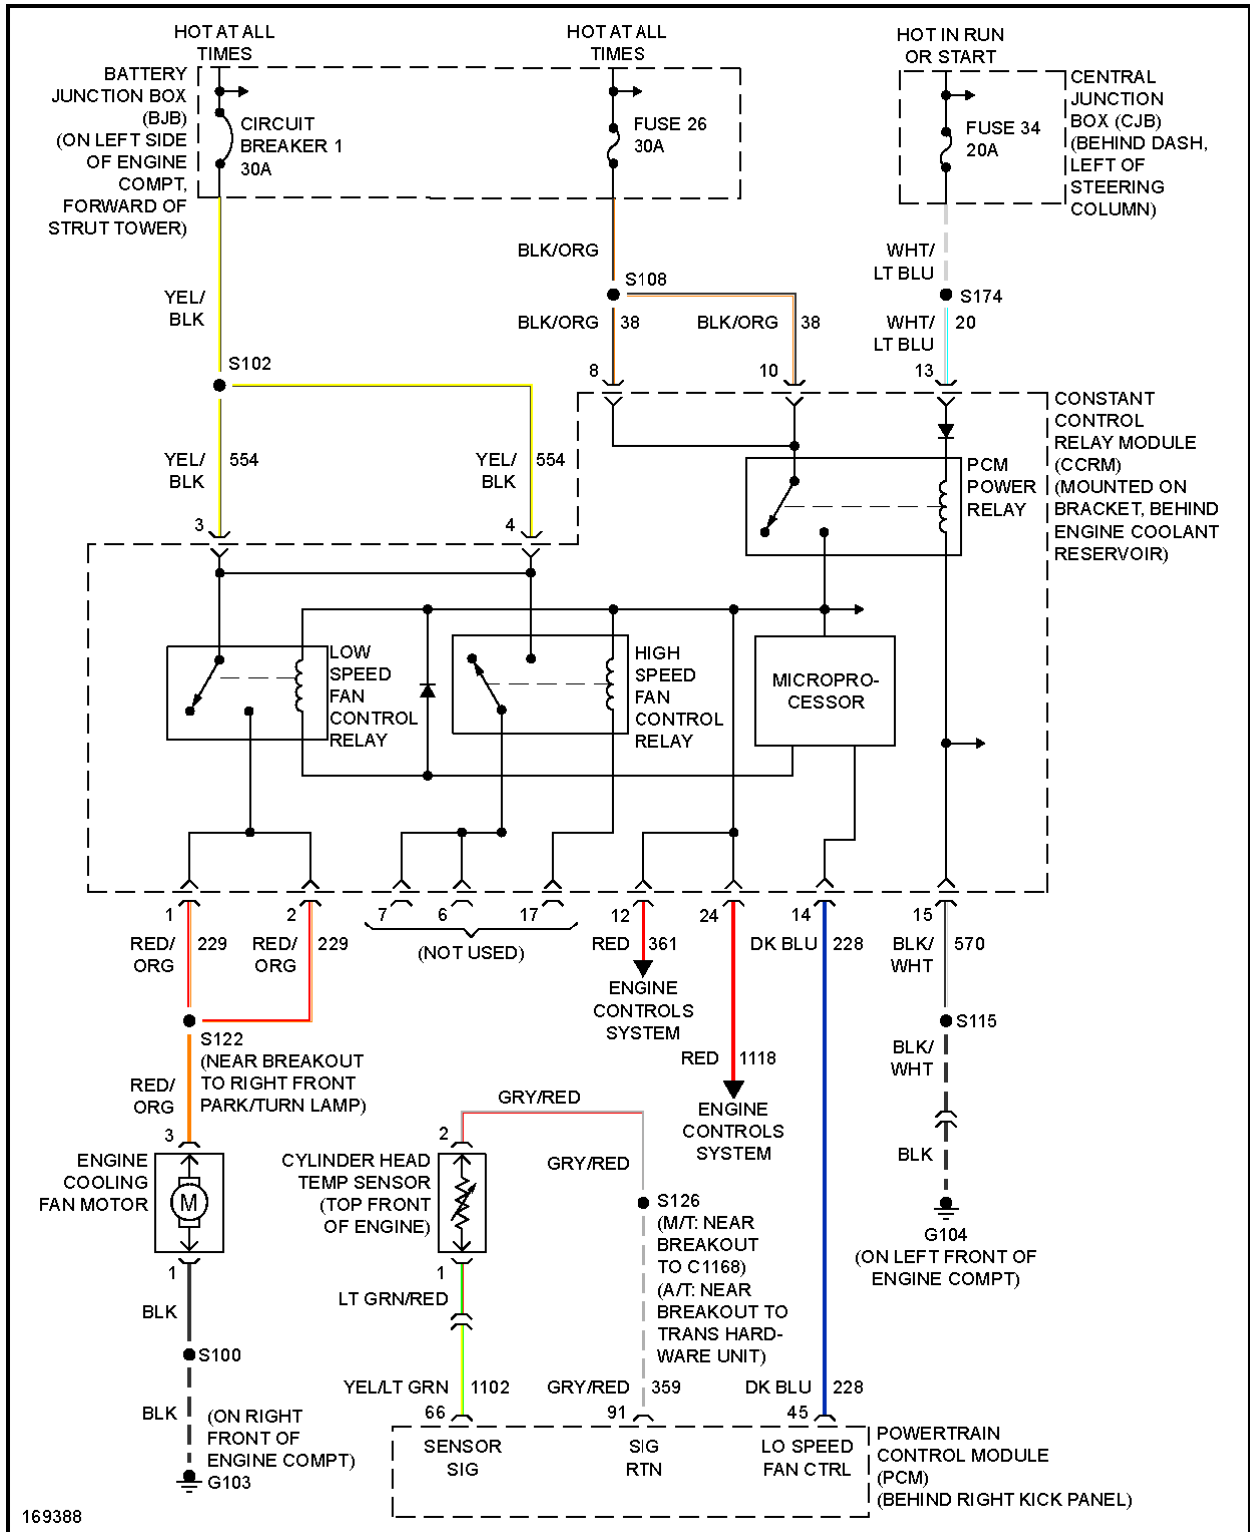 HOT AT ALL
TIMES
HOT AT ALL
TIMES
HOT IN RUN
OR START
BATTERY
JUNCTION BOX
(BJB)
(ON LEFT SIDE
OF ENGINE
COMPT,
FORWARD OF
STRUT TOWER)
CIRCUIT
BREAKER 1
30A
FUSE 26
30A
FUSE 34
20A
CENTRAL
JUNCTION
BOX (CJB)
(BEHIND DASH,
LEFT OF
STEERING
COLUMN)
BLK/ORG
WHT/
LT BLU
YEL/
BLK
S108
S174
BLK/ORG
38
BLK/ORG
38
WHT/
LT BLU
20
S102
8
10
13
YEL/
BLK
554
YEL/
BLK
554
CONSTANT
CONTROL
RELAY MODULE
(CCRM)
(MOUNTED ON
BRACKET, BEHIND
ENGINE COOLANT
RESERVOIR)
PCM
POWER
RELAY
3
4
LOW
SPEED
FAN
CONTROL
RELAY
HIGH
SPEED
FAN
CONTROL
RELAY
MICROPRO-
CESSOR
1
2
7
6
17
12
24
14
15
(NOT USED)
RED/
ORG
229
RED/
ORG
229
RED
361
DK BLU
228
BLK/
WHT
570
ENGINE
CONTROLS
SYSTEM
S122
(NEAR BREAKOUT
TO RIGHT FRONT
PARK/TURN LAMP)
S115
RED
1118
BLK/
WHT
RED/
ORG
GRY/RED
ENGINE
CONTROLS
SYSTEM
3
2
ENGINE
COOLING
FAN MOTOR
M
CYLINDER HEAD
TEMP SENSOR
(TOP FRONT
OF ENGINE)
GRY/RED
BLK
S126
(M/T: NEAR
BREAKOUT
TO C1168)
(A/T: NEAR
BREAKOUT TO
TRANS HARD-
WARE UNIT)
G104
(ON LEFT FRONT OF
ENGINE COMPT)
1
1
BLK
LT GRN/RED
S100
YEL/LT GRN
1102
GRY/RED
359
DK BLU
228
BLK
(ON RIGHT
FRONT OF
ENGINE COMPT)
G103
66
91
45
SENSOR
SIG
SIG
RTN
LO SPEED
FAN CTRL
POWERTRAIN
CONTROL MODULE
(PCM)
(BEHIND RIGHT KICK PANEL)
169388